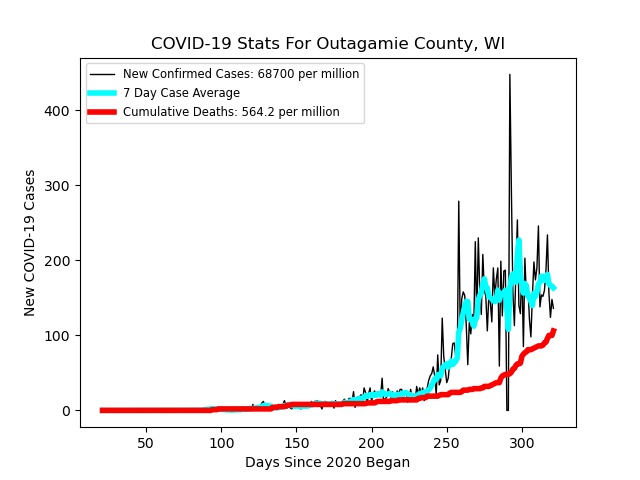 COVID-19 Stats For Outagamie County, WI
New Confirmed Cases: 68700 per million
7 Day Case Average
Cumulative Deaths: 564.2 per million
New COVID-19 Cases
400
300
200
100
0
50 100 150 200 250 300
Days Since 2020 Began